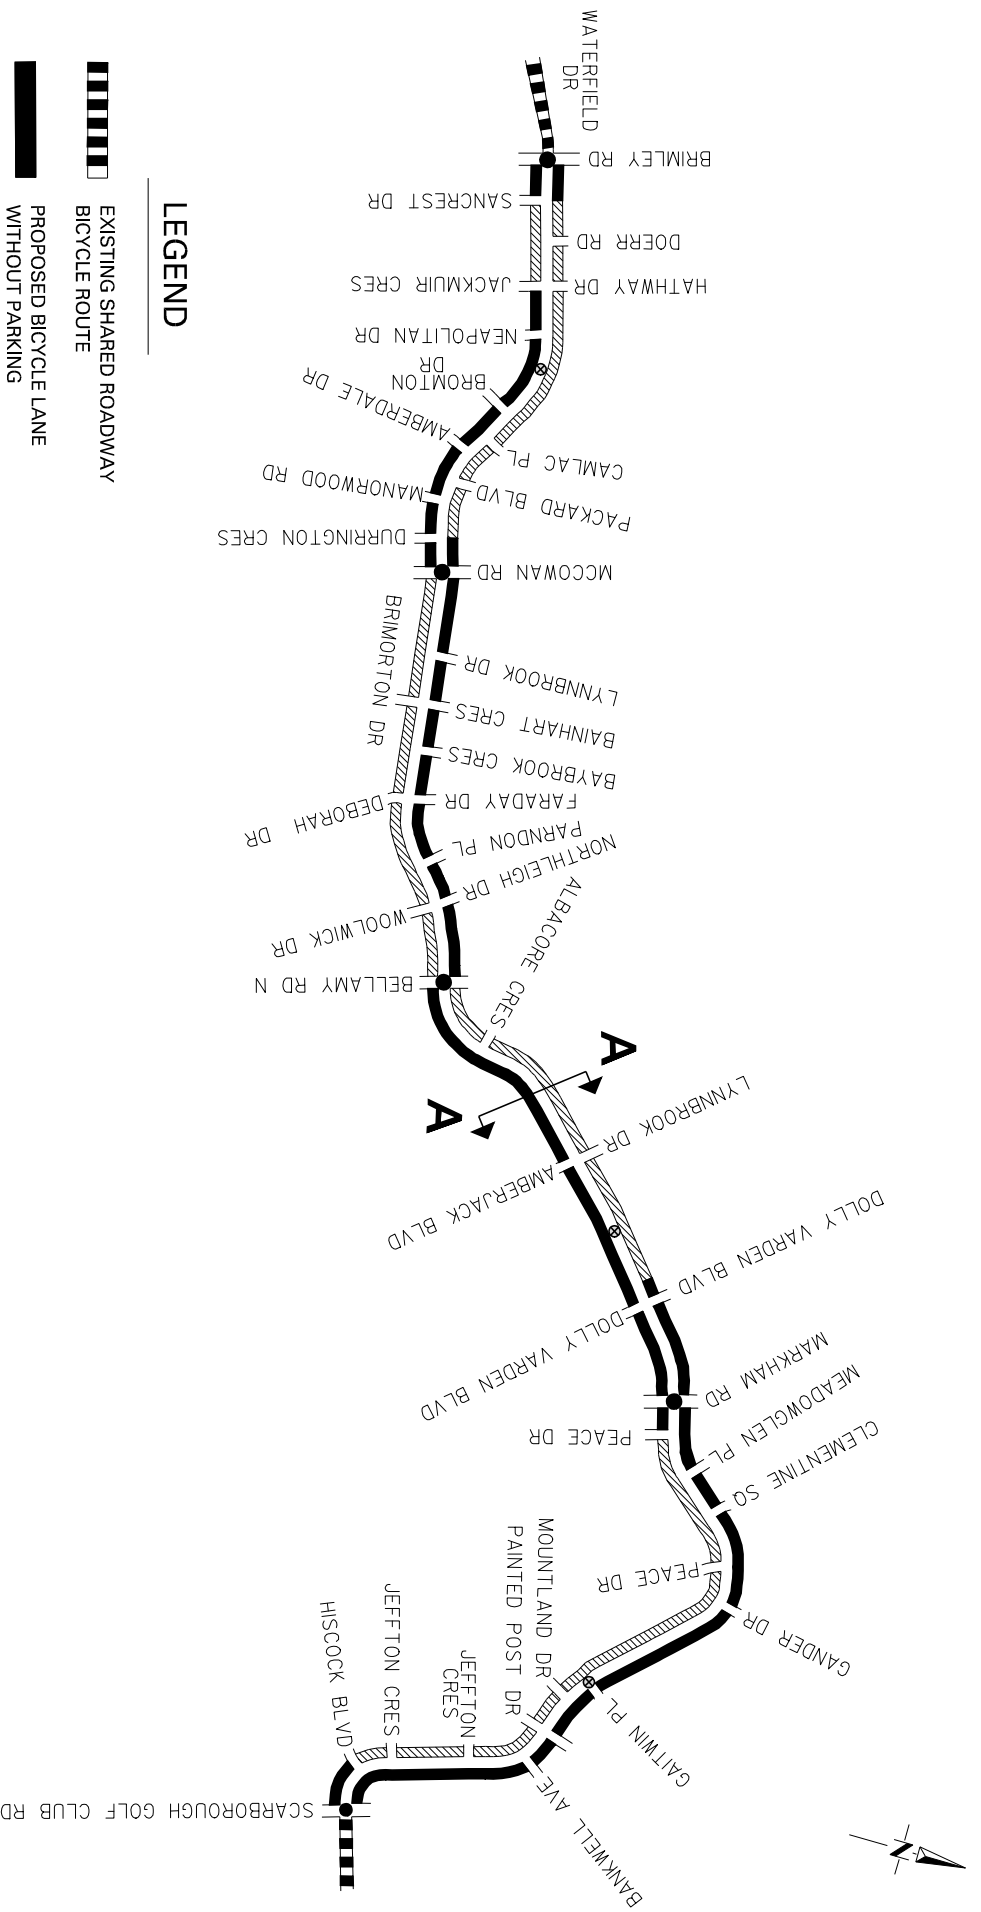 WATERFIELD
DR
BRIMLEY RD
SANCREST DR
DOERR RD
JACKMUIR CRES
HATHWAY DR
NEAPOLITAN DR
BROMTON
DR
AMBERDALE DR
CAMLAC PL
MANORWOOD RD
PACKARD BLVD
DURRINGTON CRES
MCCOWAN RD
BRIMORTON DR
LYNNBROOK DR
BAINHART CRES
BAYBROOK CRES
FARADAY DR
DEBORAH DR
PARNDON PL
NORTHLEIGH DR
WOOLWICK DR
ALBACORE CRES
BELLAMY RD N
A
A
LYNNBROOK DR
AMBERJACK BLVD
DOLLY VARDEN BLVD
DOLLY VARDEN BLVD
MARKHAM RD
PEACE DR
MEADOWGLEN PL
CLEMENTINE SQ
PEACE DR
GANDER DR
MOUNTLAND DR
PAINTED POST DR
GAITWIN PL
JEFFTON
CRES
JEFFTON CRES
HISCOCK BLVD
BANKWELL AVE
SCARBOROUGH GOLF CLUB RD
N
LEGEND
EXISTING SHARED ROADWAY
BICYCLE ROUTE
PROPOSED BICYCLE LANE
WITHOUT PARKING